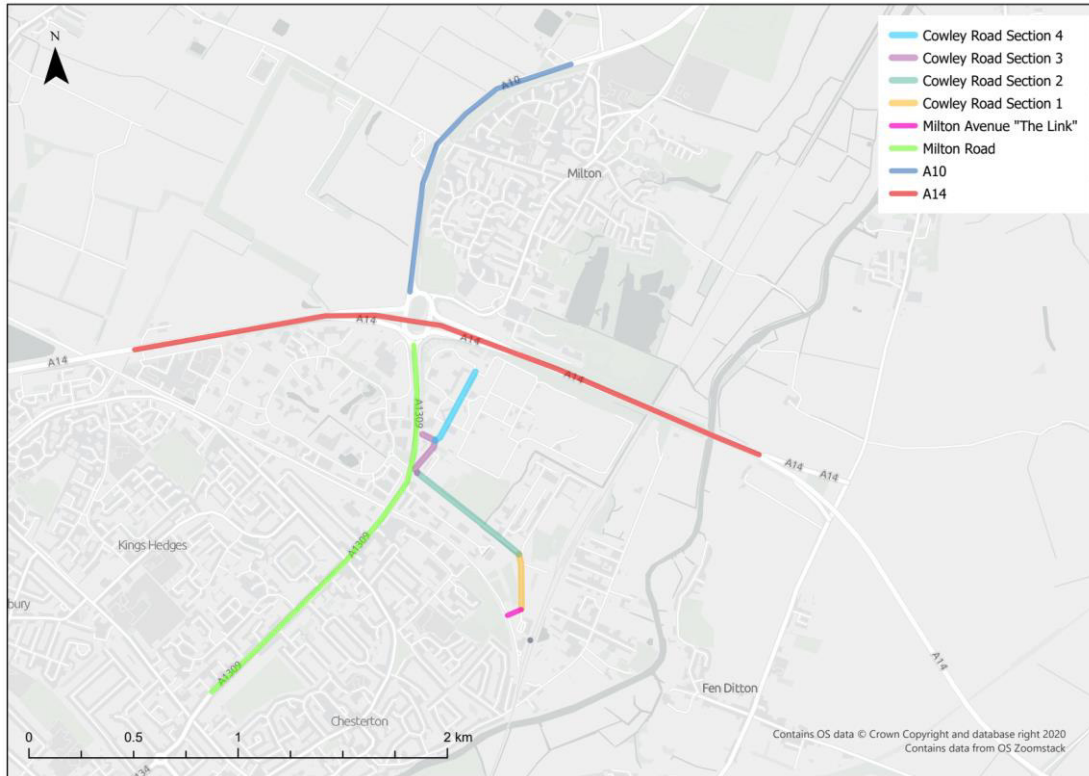 N
Cowley Road Section 4
Cowley Road Section 3
Cowley Road Section 2
Cowley Road Section 1
Milton Avenue "The Link"
Milton Road
A10
A14
A10
Milton
A14
A14
A14
A14
A1309
A14
A14
Kings Hedges
A1309
bury
A1309
A14
Fen Ditton
Chesterton
0 0.5 1 2 km
Contains OS data © Crown Copyright and database right 2020
Contains data from OS Zoomstack